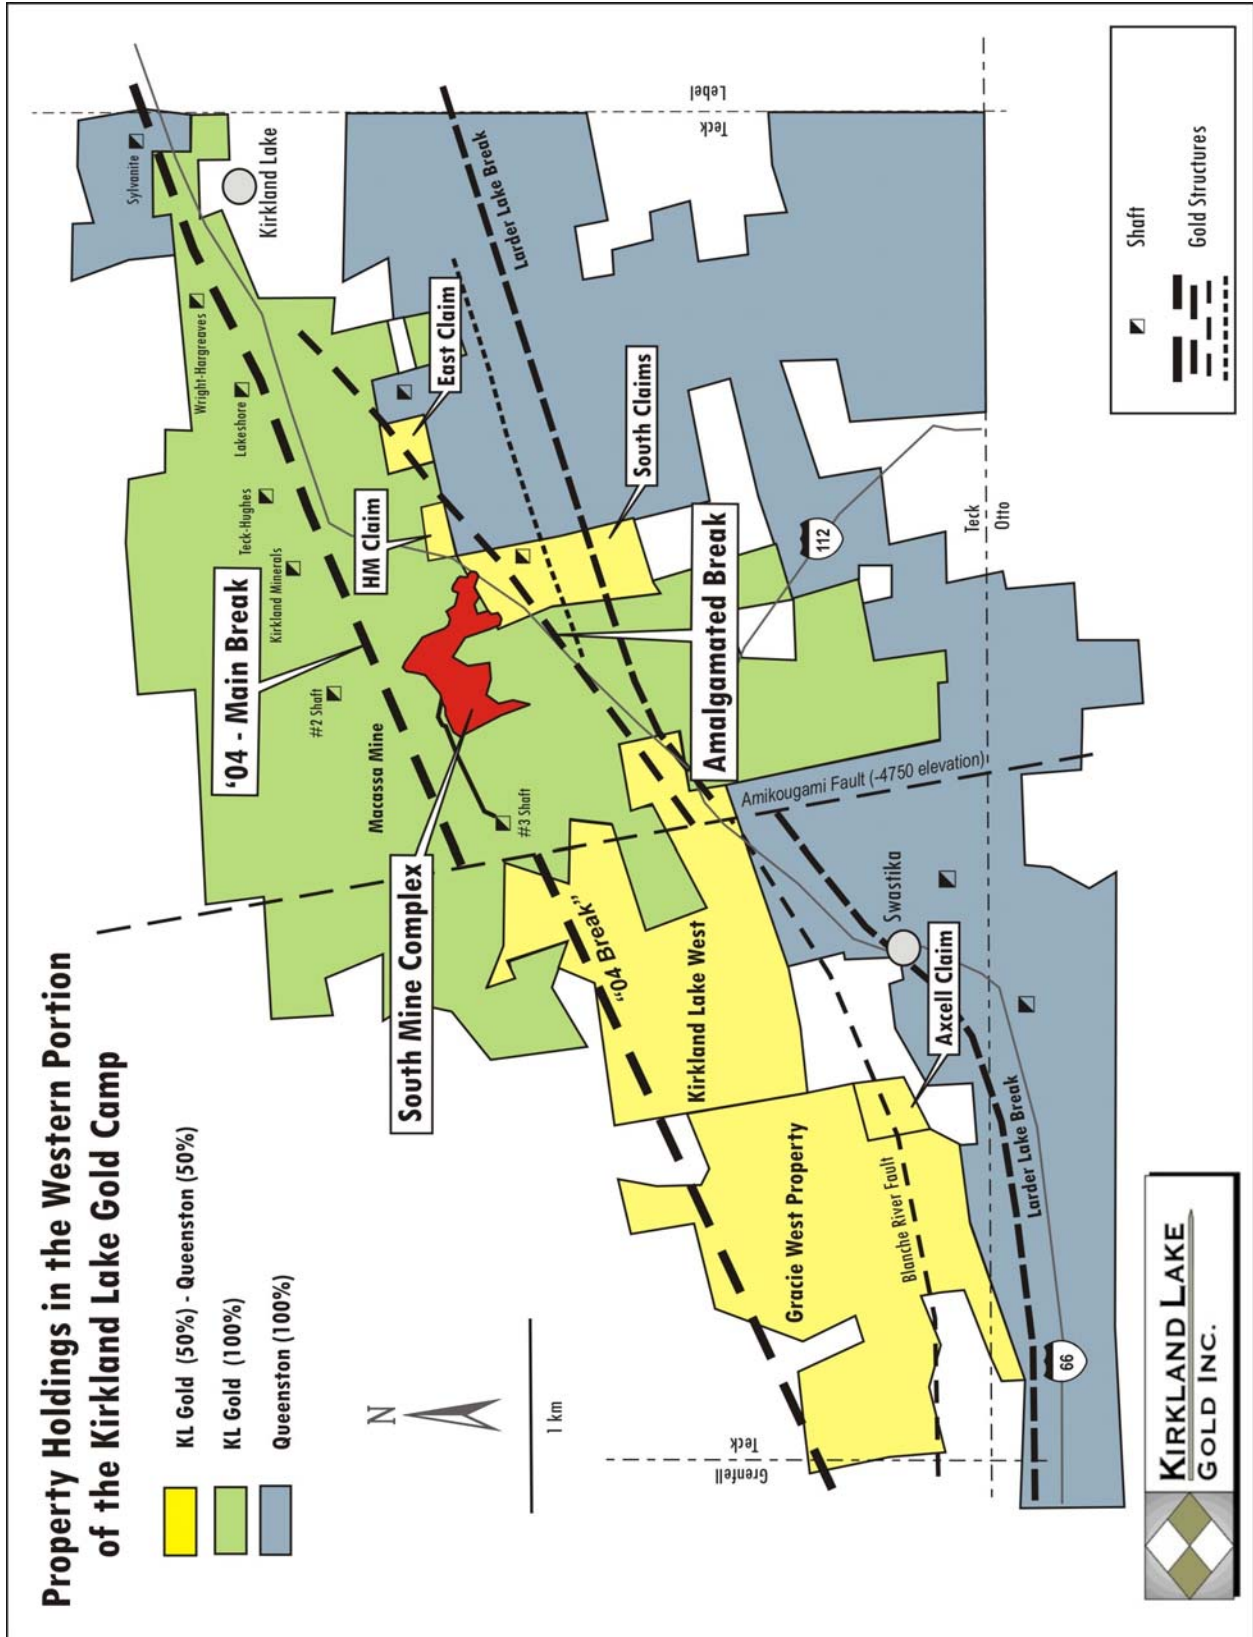 Property Holdings in the Western Portion
of the Kirkland Lake Gold Camp
KL Gold (50%) - Queenston (50%)
KL Gold (100%)
Queenston (100%)
N
1 km
Grenfell
Teck
Teck
Lebel
Teck
Otto
Sylvanite
Kirkland Lake
Wright-Hargreaves
Lakeshore
Teck-Hughes
Kirkland Minerals
'04 - Main Break
#2 Shaft
Macassa Mine
#3 Shaft
South Mine Complex
HM Claim
East Claim
Larder Lake Break
South Claims
Amalgamated Break
112
Amikougami Fault (-4750 elevation)
"04 Break"
Kirkland Lake West
Swastika
Axcell Claim
Gracie West Property
Blanche River Fault
Larder Lake Break
66
Shaft
Gold Structures
KIRKLAND LAKE
GOLD INC.